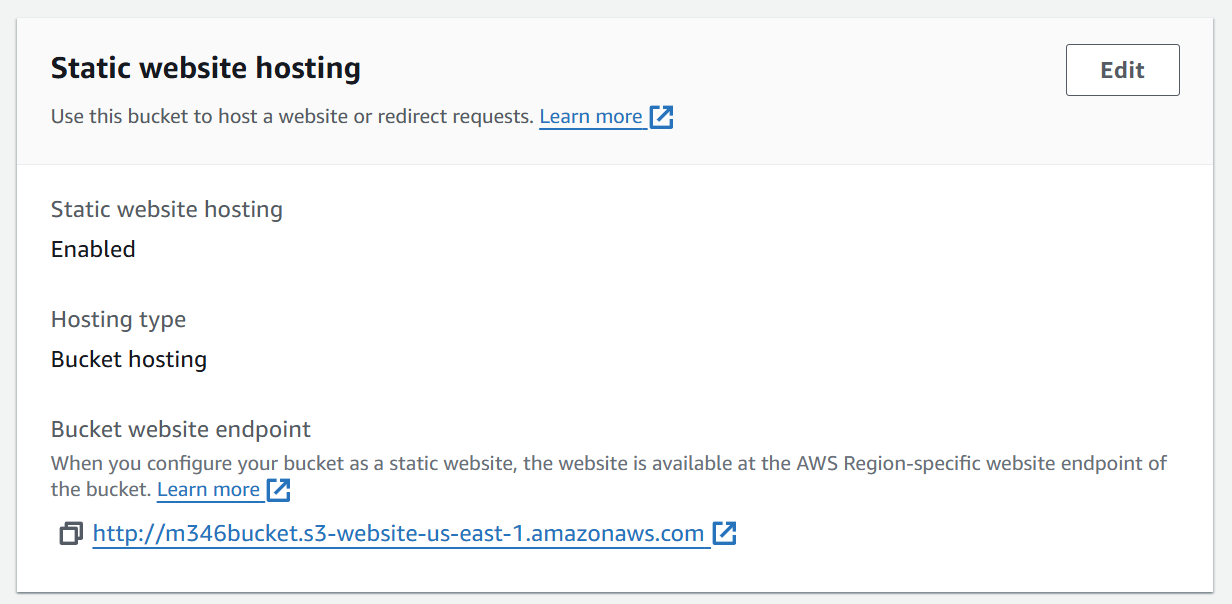 Static website hosting
Edit
Use this bucket to host a website or redirect requests. Learn more
Static website hosting
Enabled
Hosting type
Bucket hosting
Bucket website endpoint
When you configure your bucket as a static website, the website is available at the AWS Region-specific website endpoint of
the bucket. Learn more
http://m346bucket.s3-website-us-east-1.amazonaws.com